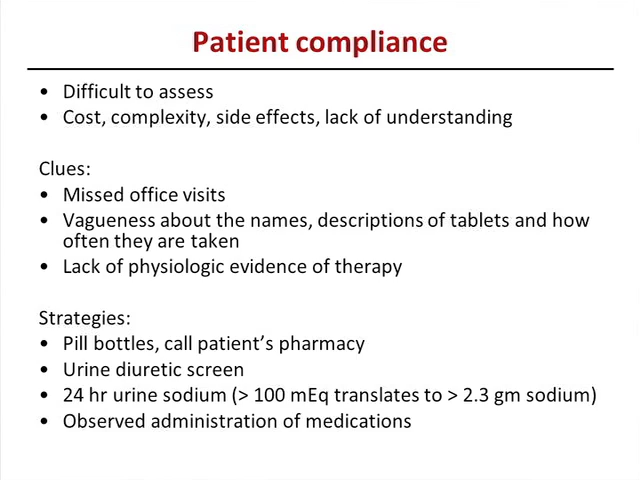 Patient compliance
• Difficult to assess
• Cost, complexity, side effects, lack of understanding
Clues:
• Missed office visits
• Vagueness about the names, descriptions of tablets and how
often they are taken
• Lack of physiologic evidence of therapy
Strategies:
• Pill bottles, call patient’s pharmacy
• Urine diuretic screen
• 24 hr urine sodium (> 100 mEq translates to > 2.3 gm sodium)
• Observed administration of medications